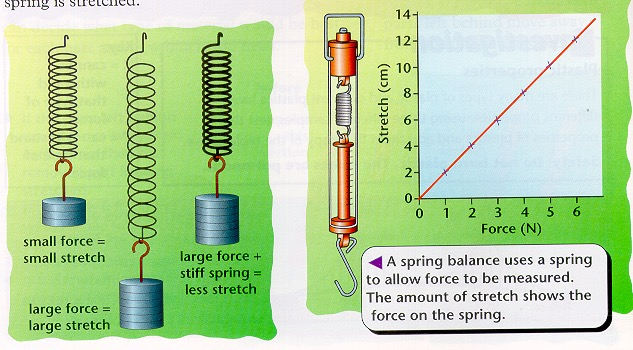 spring is stretched.
small force =
small stretch
large force =
large stretch
large force +
stiff spring =
less stretch
14
12
10
8
6
4
2
0
Stretch (cm)
0 1 2 3 4 5 6
Force (N)
A spring balance uses a spring
to allow force to be measured.
The amount of stretch shows the
force on the spring.